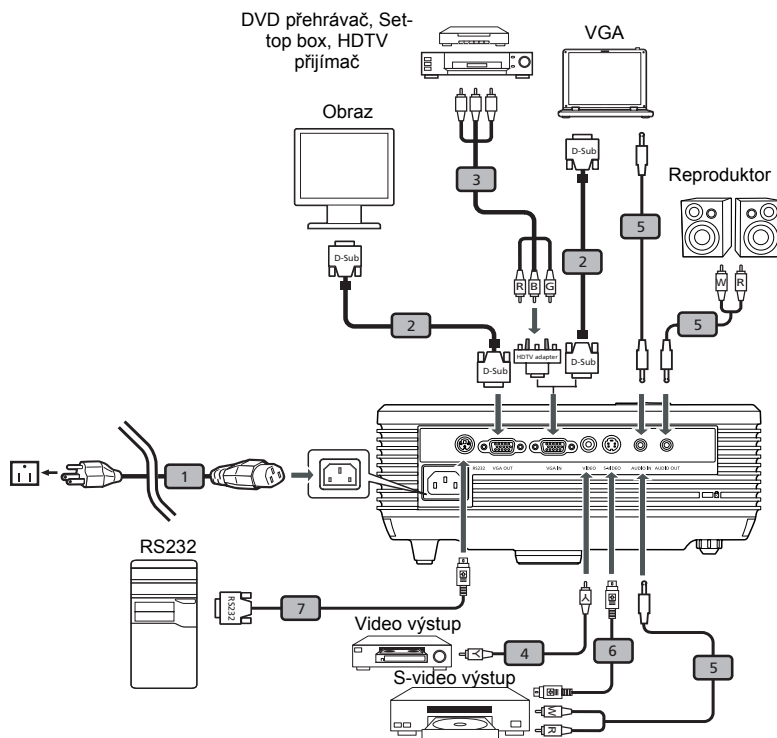 DVD přehrávač, Set-
top box, HDTV
přijímač
VGA
Obraz
D-Sub
3
Reproduktor
5
D-Sub
2
W R
R B G
2
5
HDTV adapter
D-Sub
D-Sub
1
RS232 VGA OUT VGA IN VIDEO S-VIDEO AUDIO IN AUDIO OUT
RS232
RS232
7
Video výstup
Y
Y
4
6
5
S-video výstup
W
R